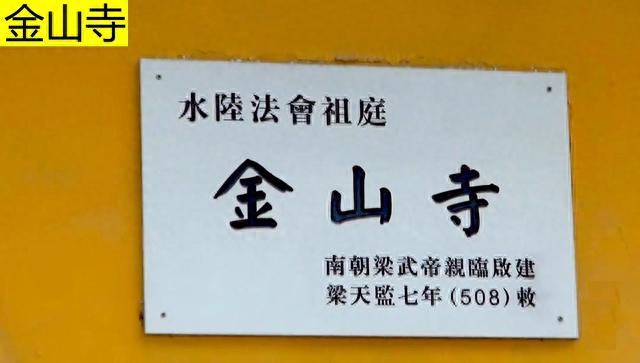 金山寺
水陸法會祖庭
金山寺
南朝梁武帝親臨啟建
梁天監七年(508)敕